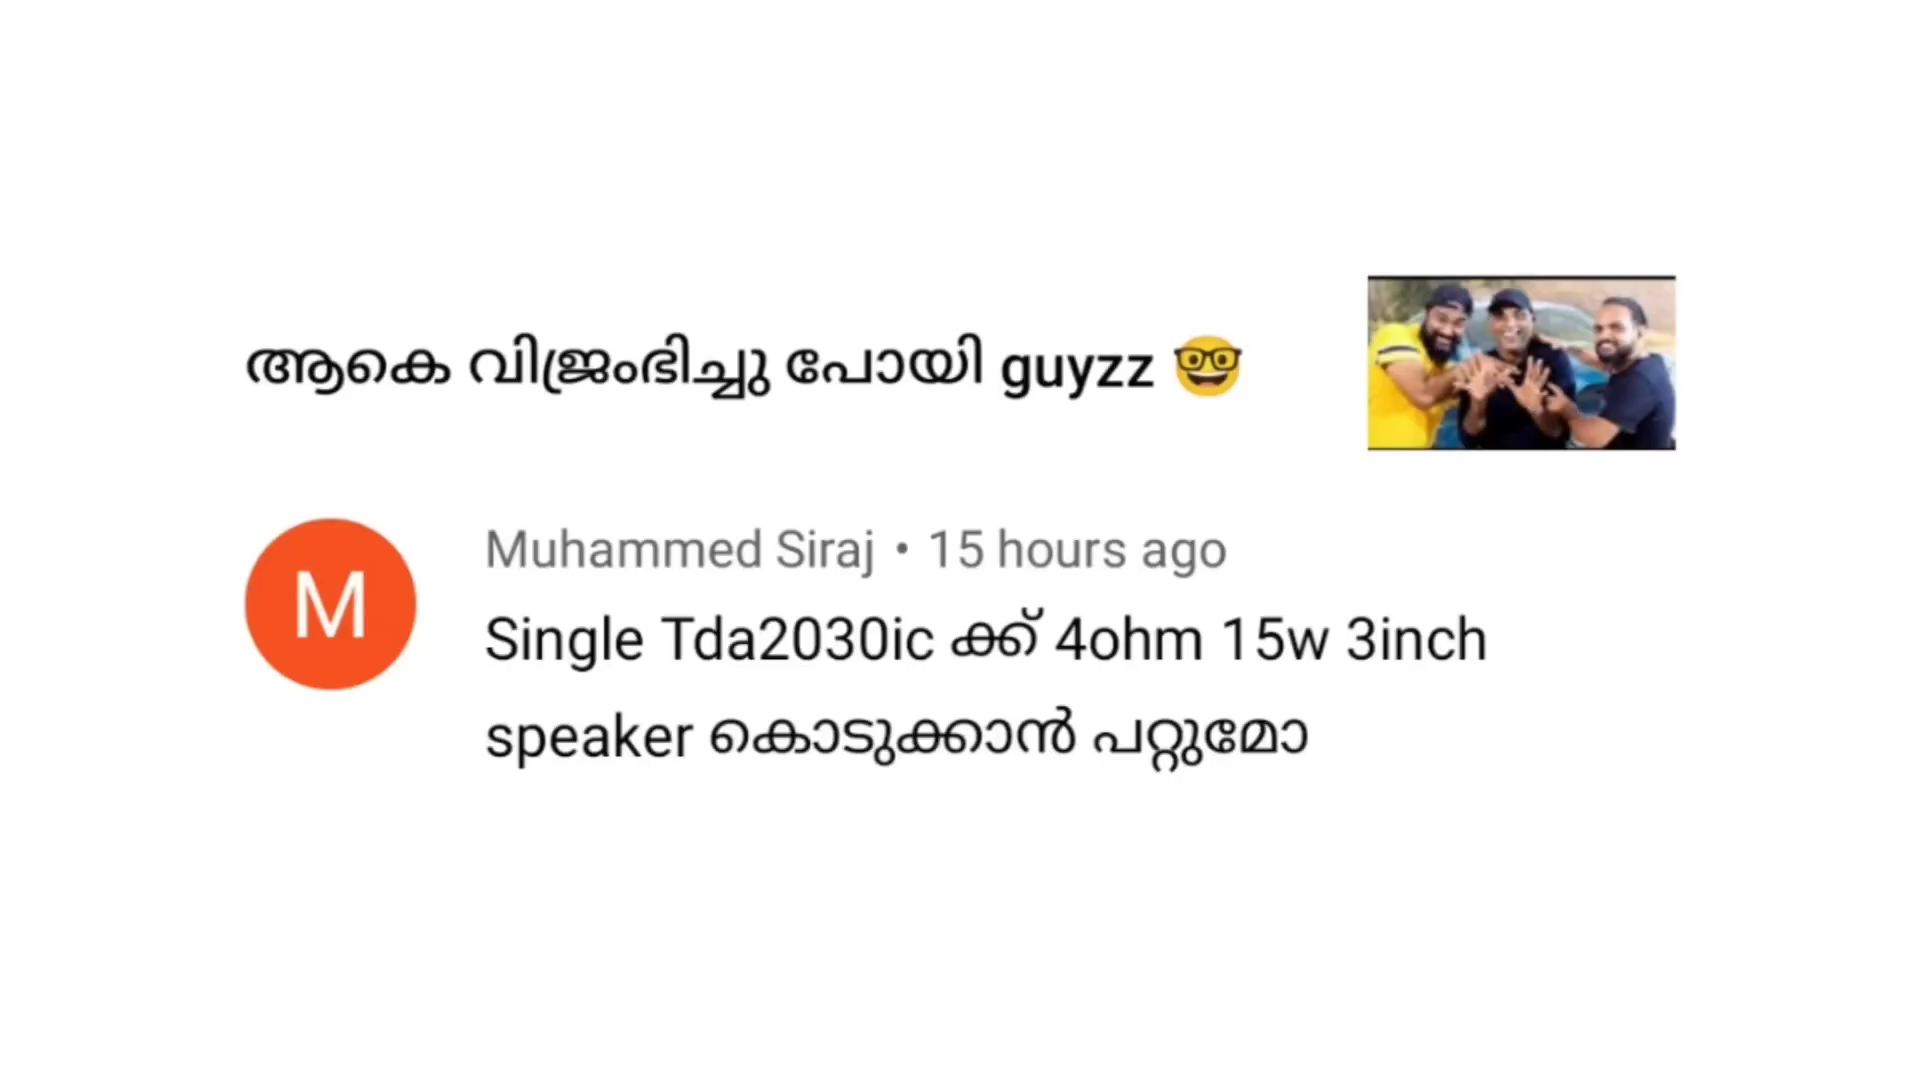 ആകെ വിജ്രംഭിച്ചു പോയി guyzz 🤓
M
Muhammed Siraj • 15 hours ago
Single Tda2030ic ക്ക് 4ohm 15w 3inch
speaker കൊടുക്കാൻ പറ്റുമോ